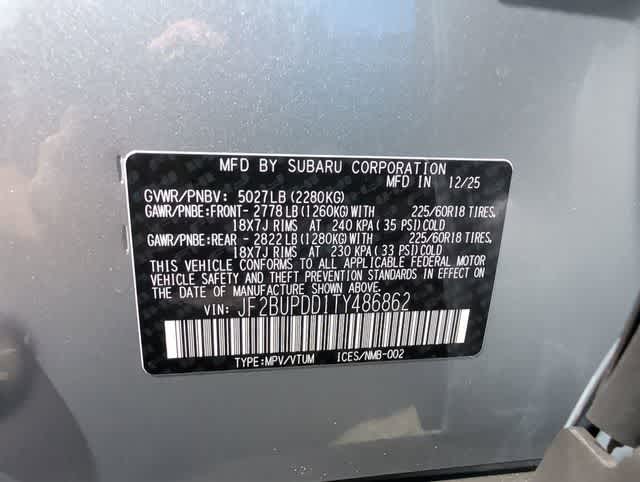 MFD BY SUBARU CORPORATION
MFD IN 12/25
GVWR/PNBV: 5027LB (2280KG)
GAWR/PNBE:FRONT- 2778 LB (1260KG) WITH 225/60R18 TIRES,
18X7J RIMS AT 240 KPA ( 35 PSI) COLD
GAWR/PNBE:REAR - 2822 LB (1280KG) WITH 225/60R18 TIRES,
18X7J RIMS AT 230 KPA ( 33 PSI) COLD
THIS VEHICLE CONFORMS TO ALL APPLICABLE FEDERAL MOTOR
VEHICLE SAFETY AND THEFT PREVENTION STANDARDS IN EFFECT ON
THE DATE OF MANUFACTURE SHOWN ABOVE.
VIN: JF2BUPDD1TY486862
TYPE:MPV/VTUM ICES/NMB-002